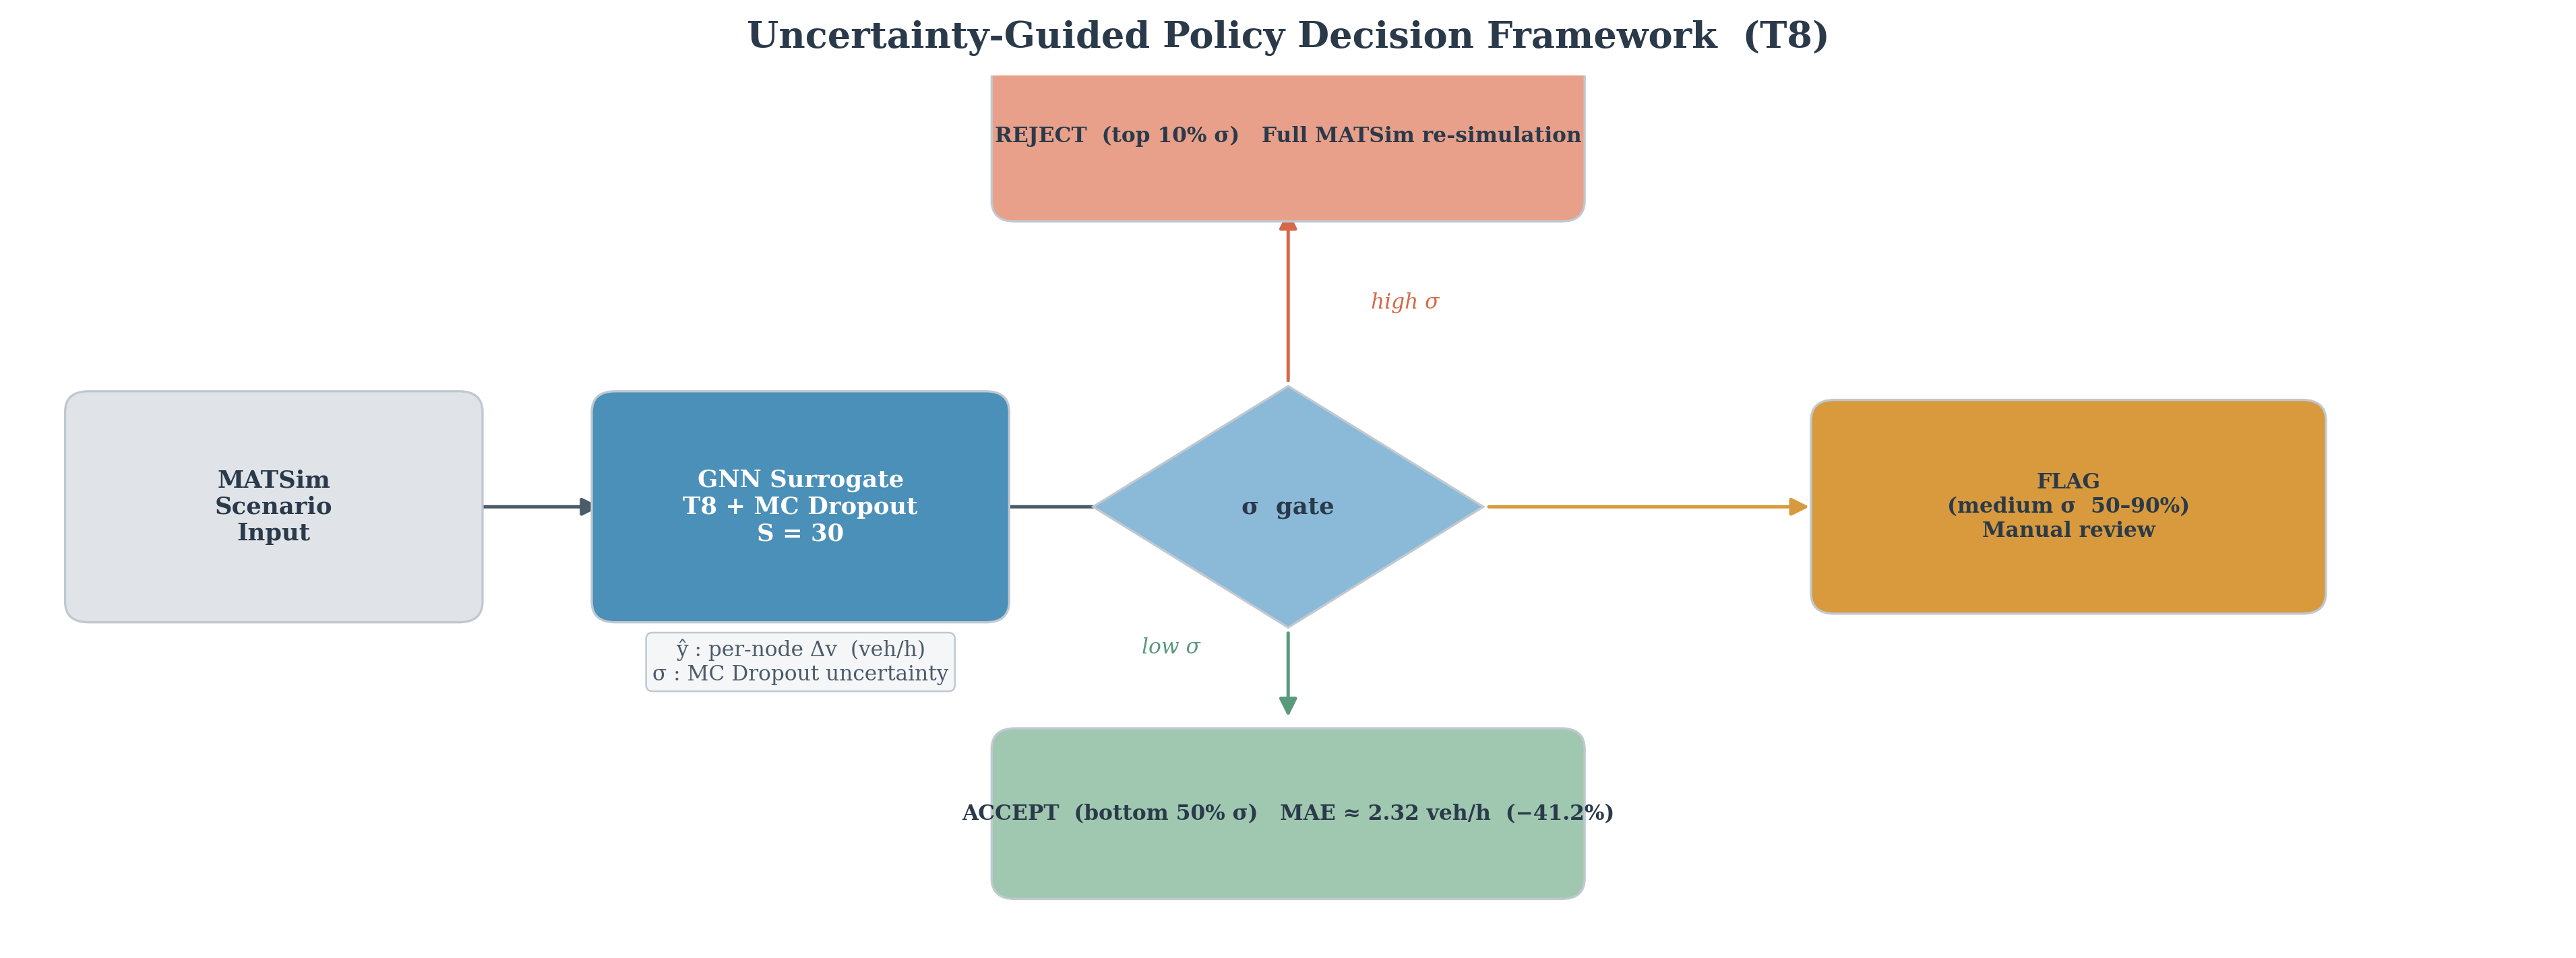 Uncertainty-Guided Policy Decision Framework (T8)
REJECT (top 10% σ) Full MATSim re-simulation
high σ
MATSim
Scenario
Input
GNN Surrogate
T8 + MC Dropout
S = 30
σ gate
FLAG
(medium σ 50–90%)
Manual review
ŷ : per-node Δv (veh/h)
σ : MC Dropout uncertainty
low σ
ACCEPT (bottom 50% σ) MAE ≈ 2.32 veh/h (−41.2%)